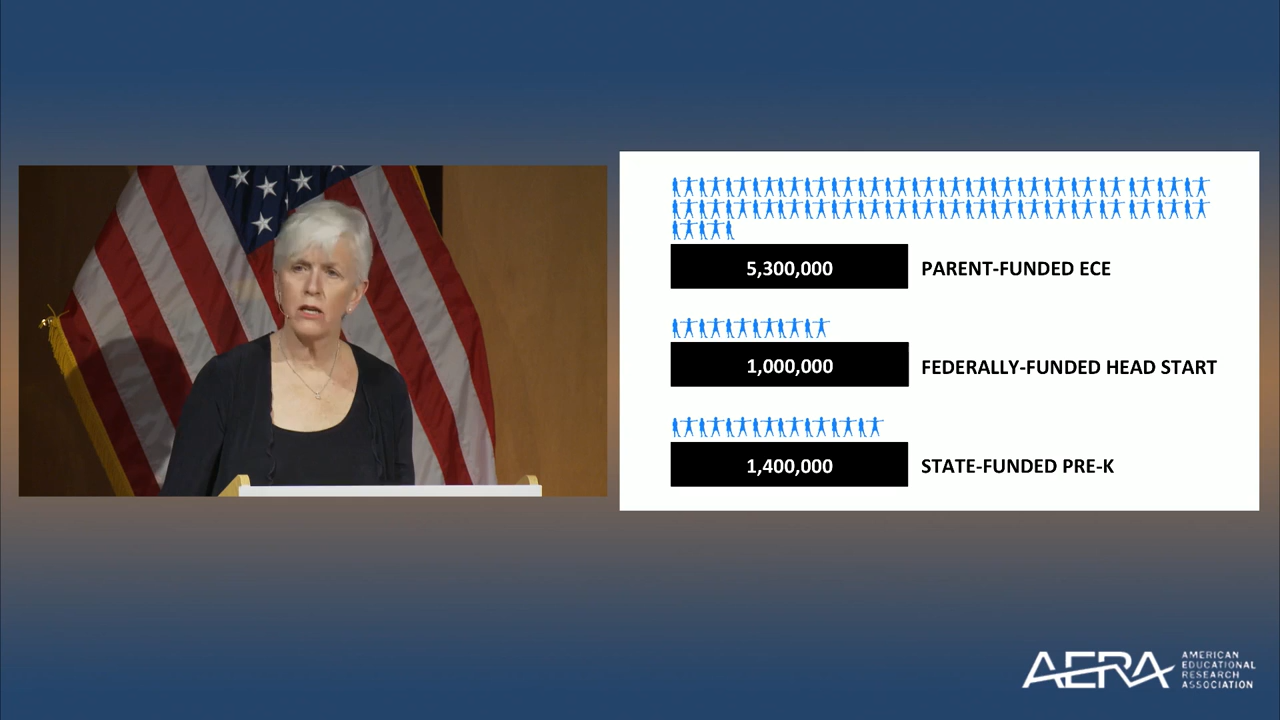 5,300,000 PARENT-FUNDED ECE
1,000,000 FEDERALLY-FUNDED HEAD START
1,400,000 STATE-FUNDED PRE-K
AERA
AMERICAN
EDUCATIONAL
RESEARCH
ASSOCIATION